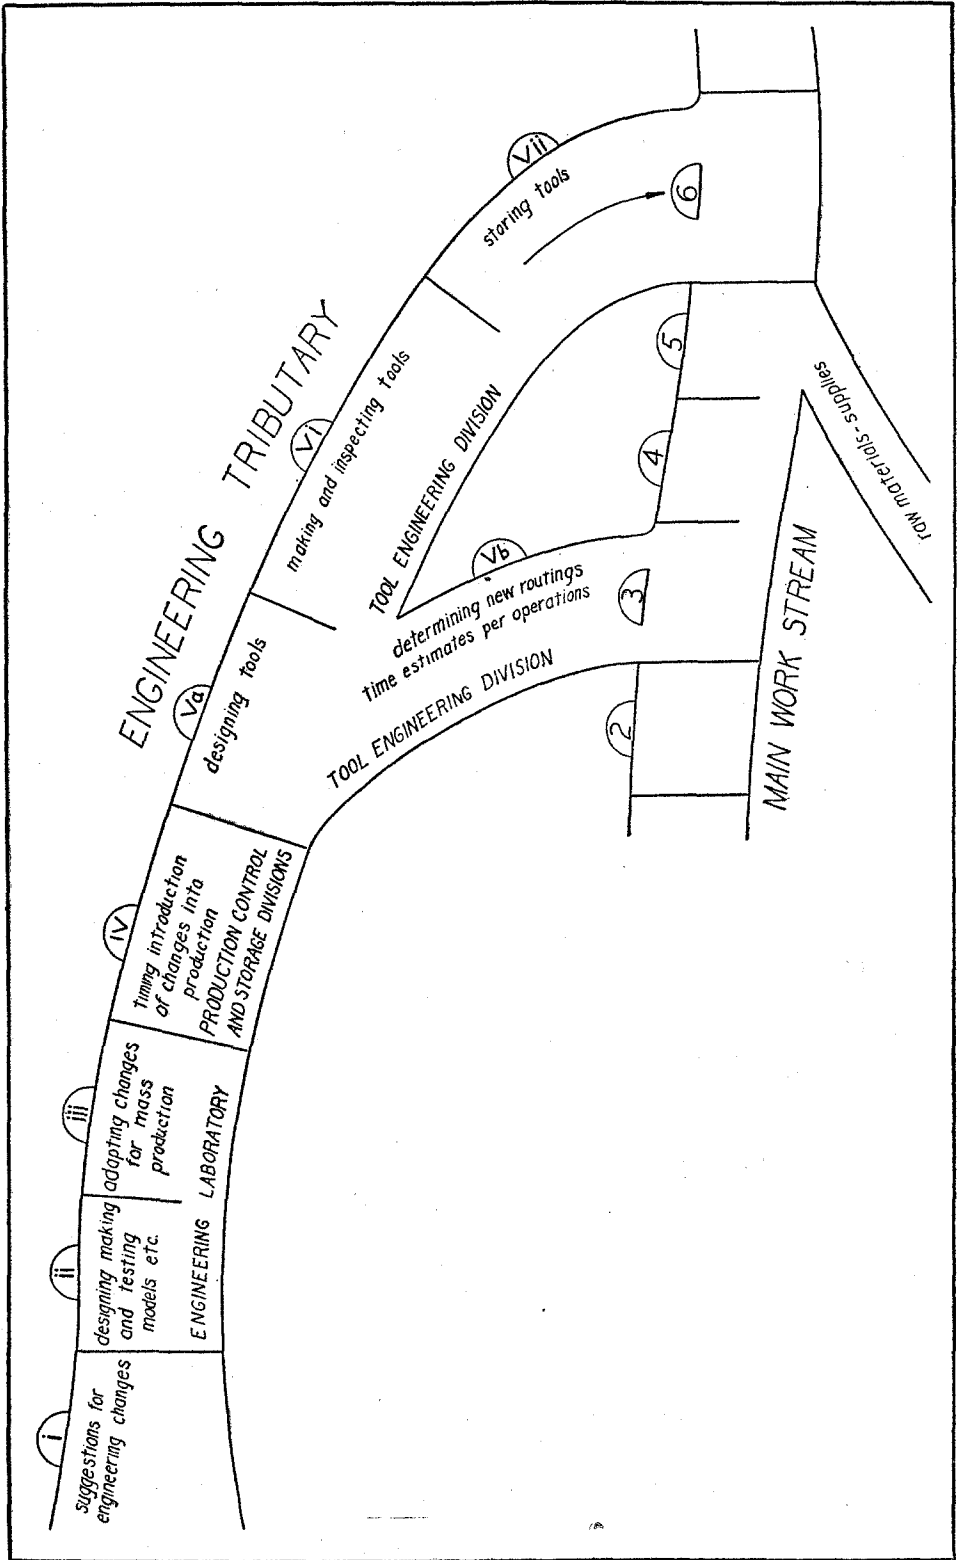 ENGINEERING TRIBUTARY
i
suggestions for
engineering changes
ii
designing making
and testing
models etc.
iii
adapting changes
for mass
production
ENGINEERING LABORATORY
iv
timing introduction
of changes into
production
PRODUCTION CONTROL
AND STORAGE DIVISIONS
Va
designing tools
Vi
making and inspecting tools
TOOL ENGINEERING DIVISION
Vii
storing tools
Vb
determining new routings
time estimates per operations
TOOL ENGINEERING DIVISION
2
3
4
5
6
MAIN WORK STREAM
raw materials-supplies